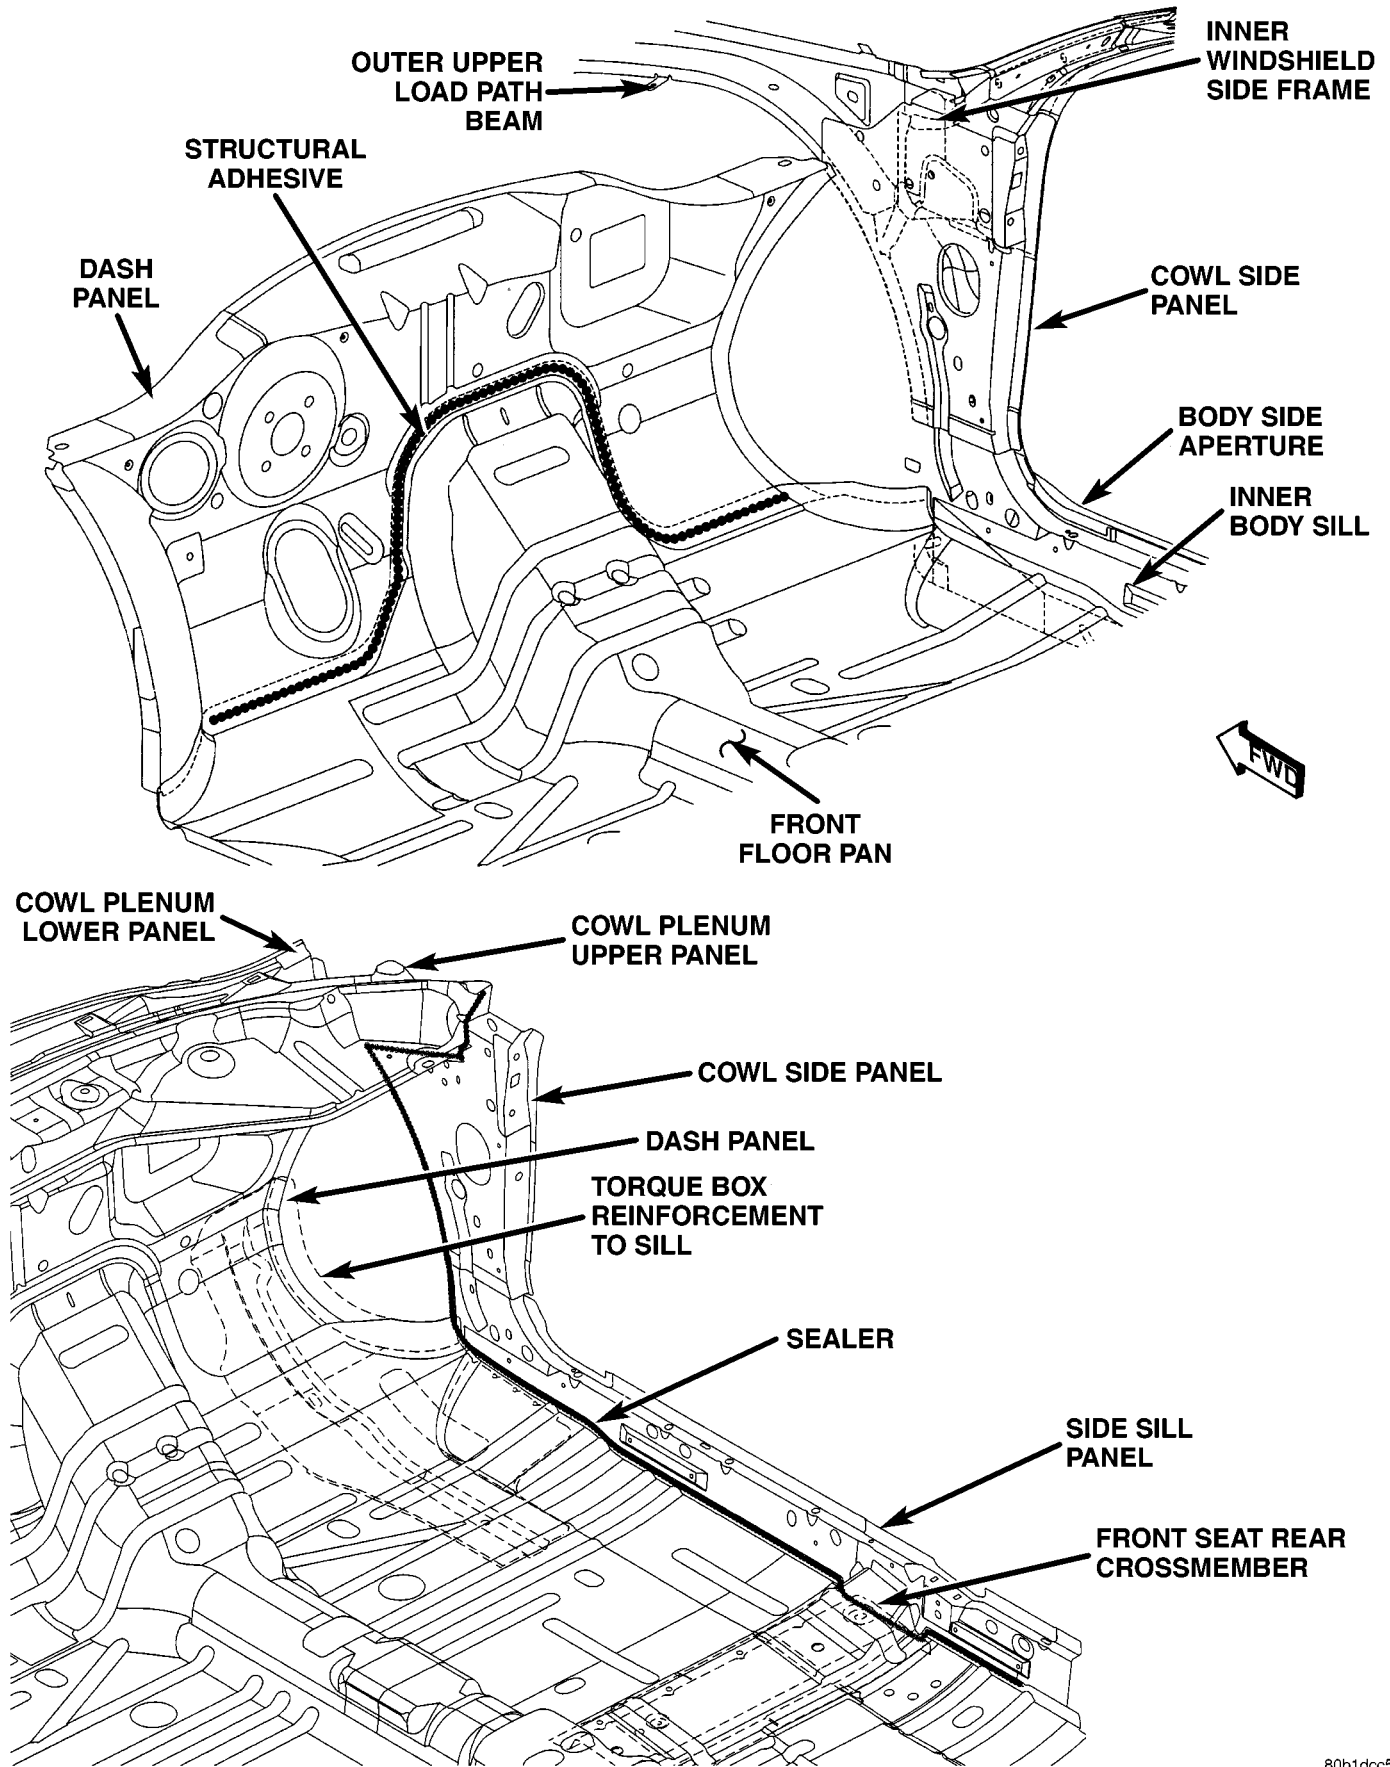 INNER
WINDSHIELD
SIDE FRAME
OUTER UPPER
LOAD PATH
BEAM
STRUCTURAL
ADHESIVE
DASH
PANEL
COWL SIDE
PANEL
BODY SIDE
APERTURE
INNER
BODY SILL
FWD
FRONT
FLOOR PAN
COWL PLENUM
LOWER PANEL
COWL PLENUM
UPPER PANEL
COWL SIDE PANEL
DASH PANEL
TORQUE BOX
REINFORCEMENT
TO SILL
SEALER
SIDE SILL
PANEL
FRONT SEAT REAR
CROSSMEMBER
80b1dcc5